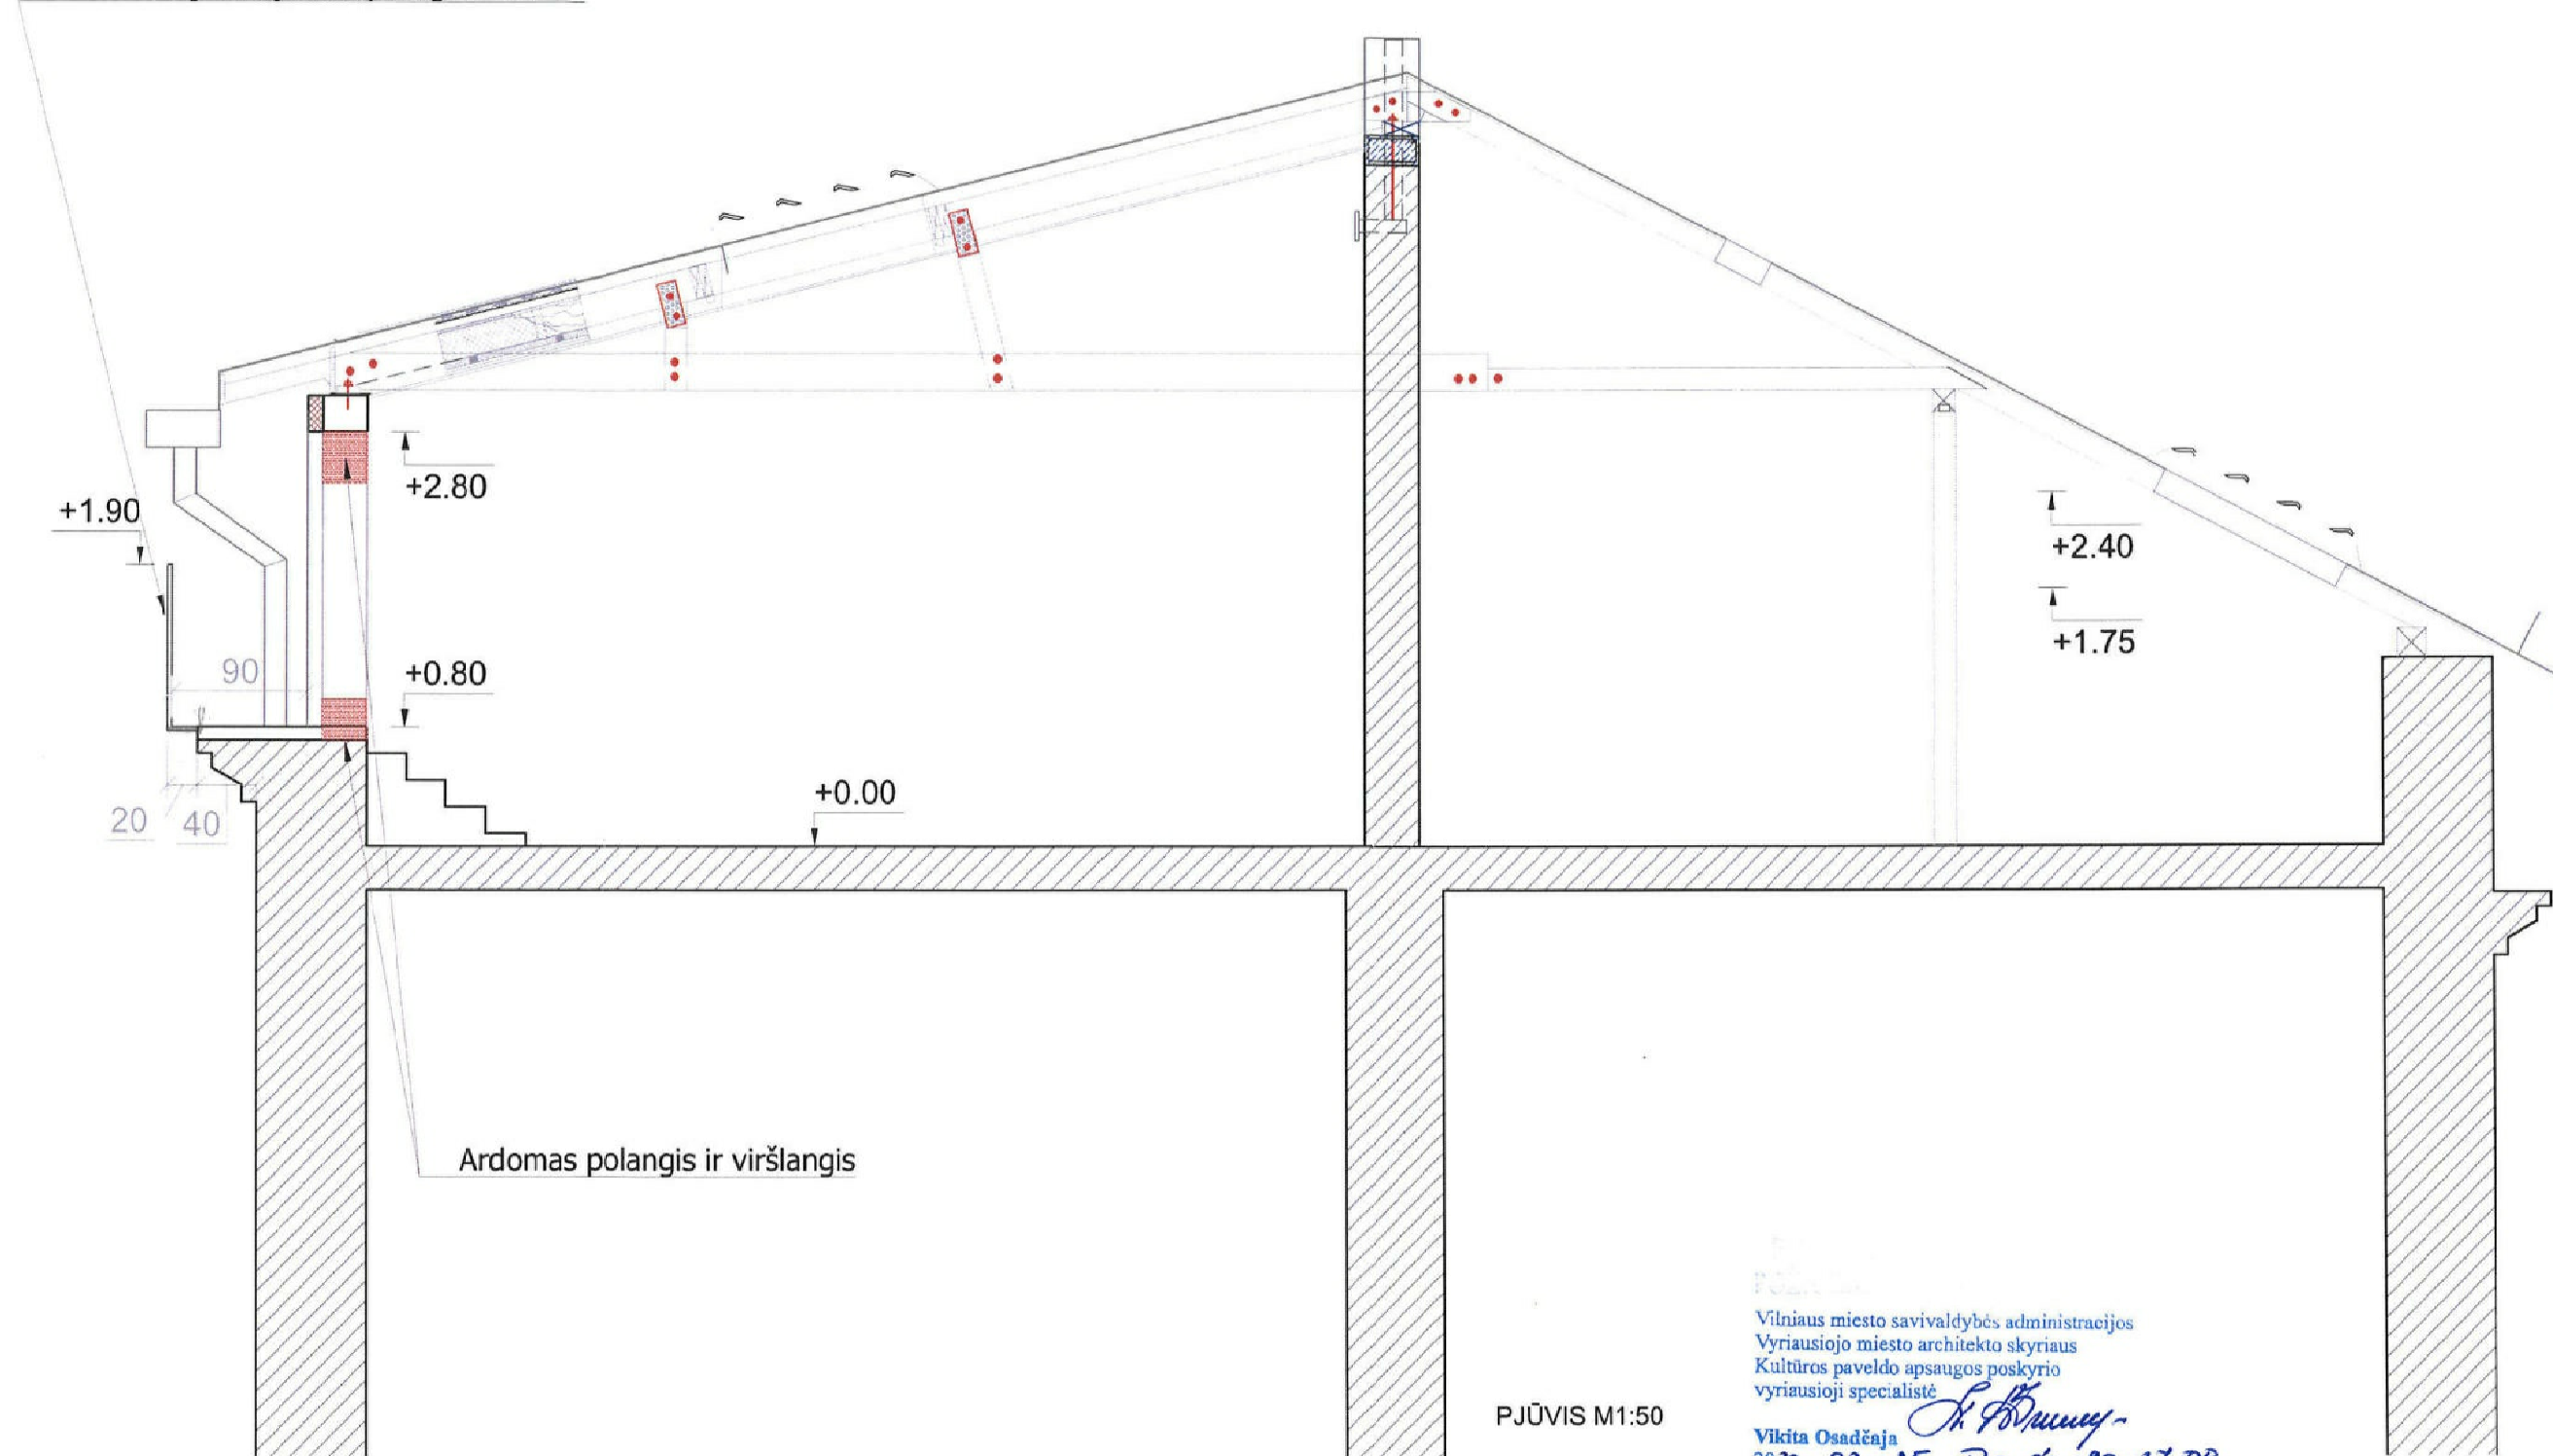 +2.80
+1.90
+2.40
+1.75
90
+0.80
+0.00
20
40
Ardomas polangis ir viršlangis
PJŪVIS M1:50
Vilniaus miesto savivaldybės administracijos
Vyriausiojo miesto architekto skyriaus
Kultūros paveldo apsaugos poskyrio
vyriausioji specialistė
Vikita Osadčaja